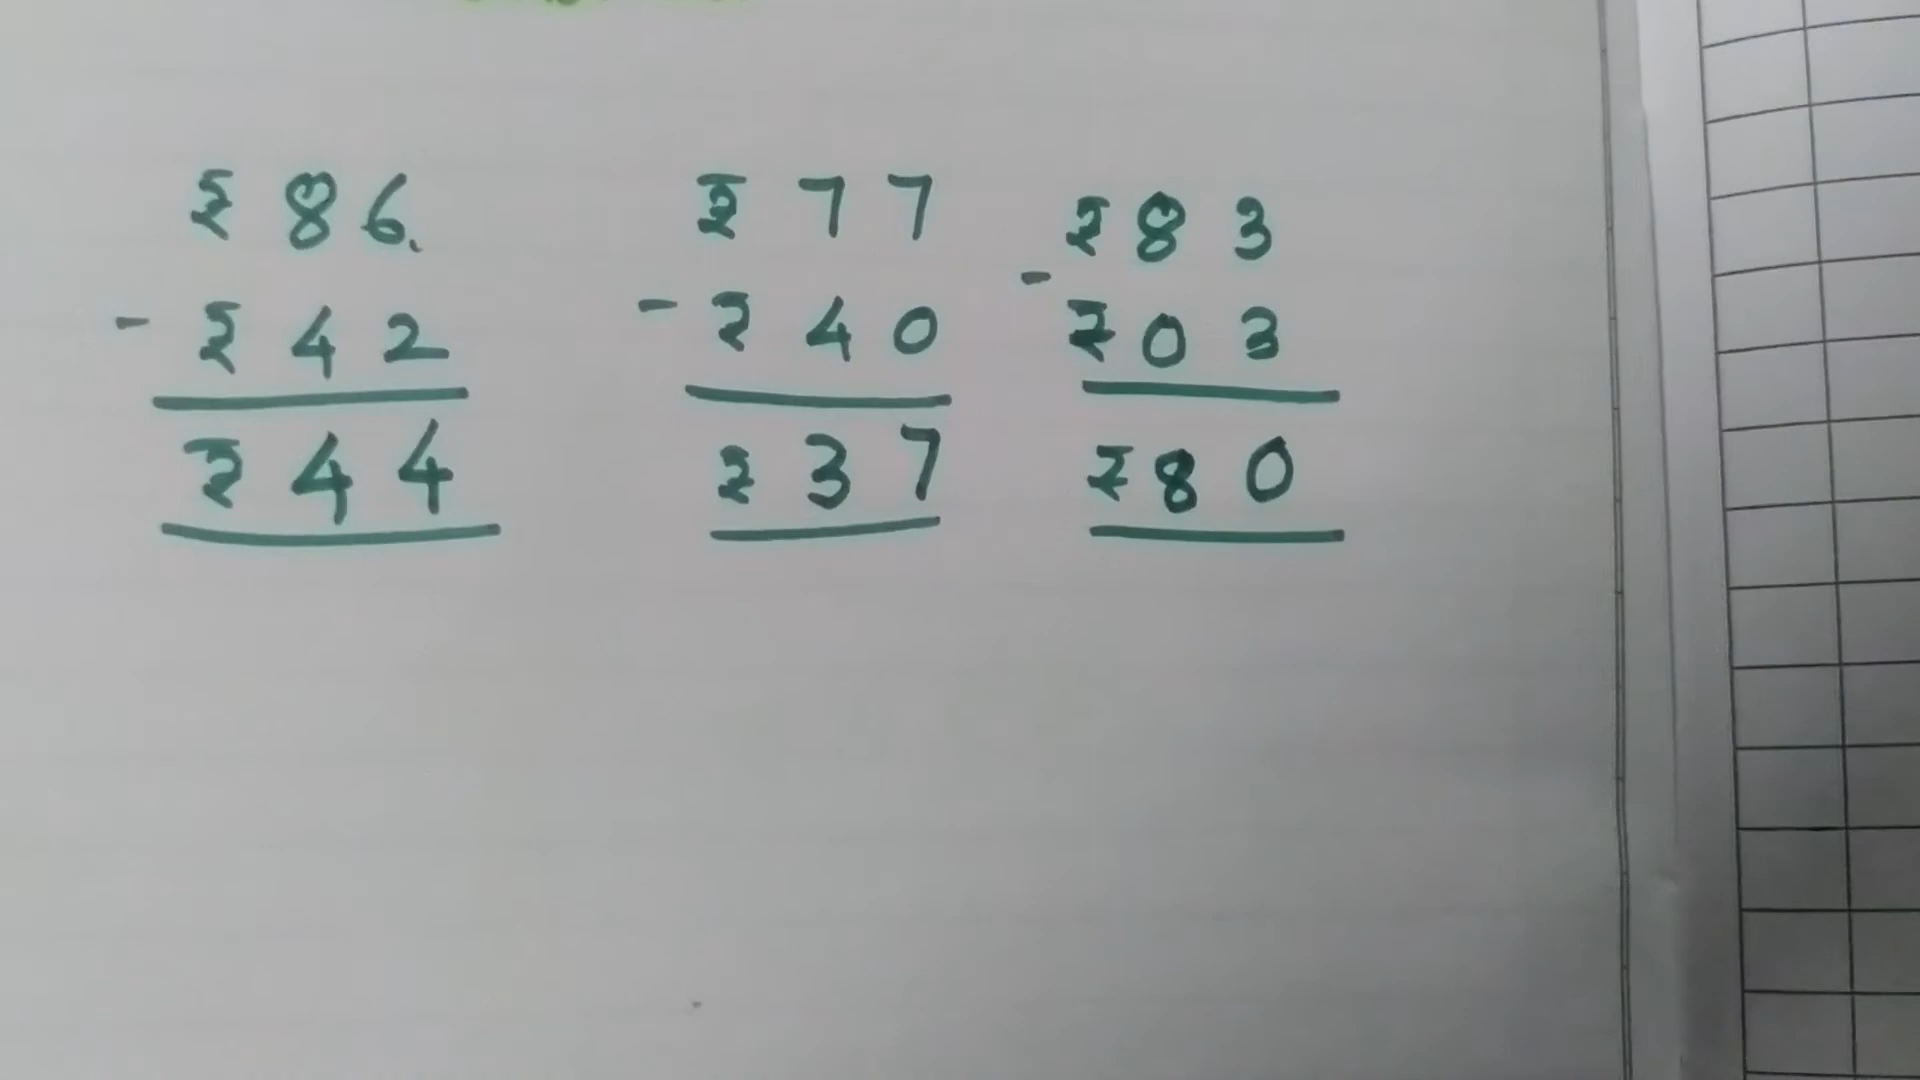 ₹ 86.
- ₹ 42
₹ 44
₹ 77
- ₹ 40
₹ 37
₹ 83
- ₹ 03
₹ 80